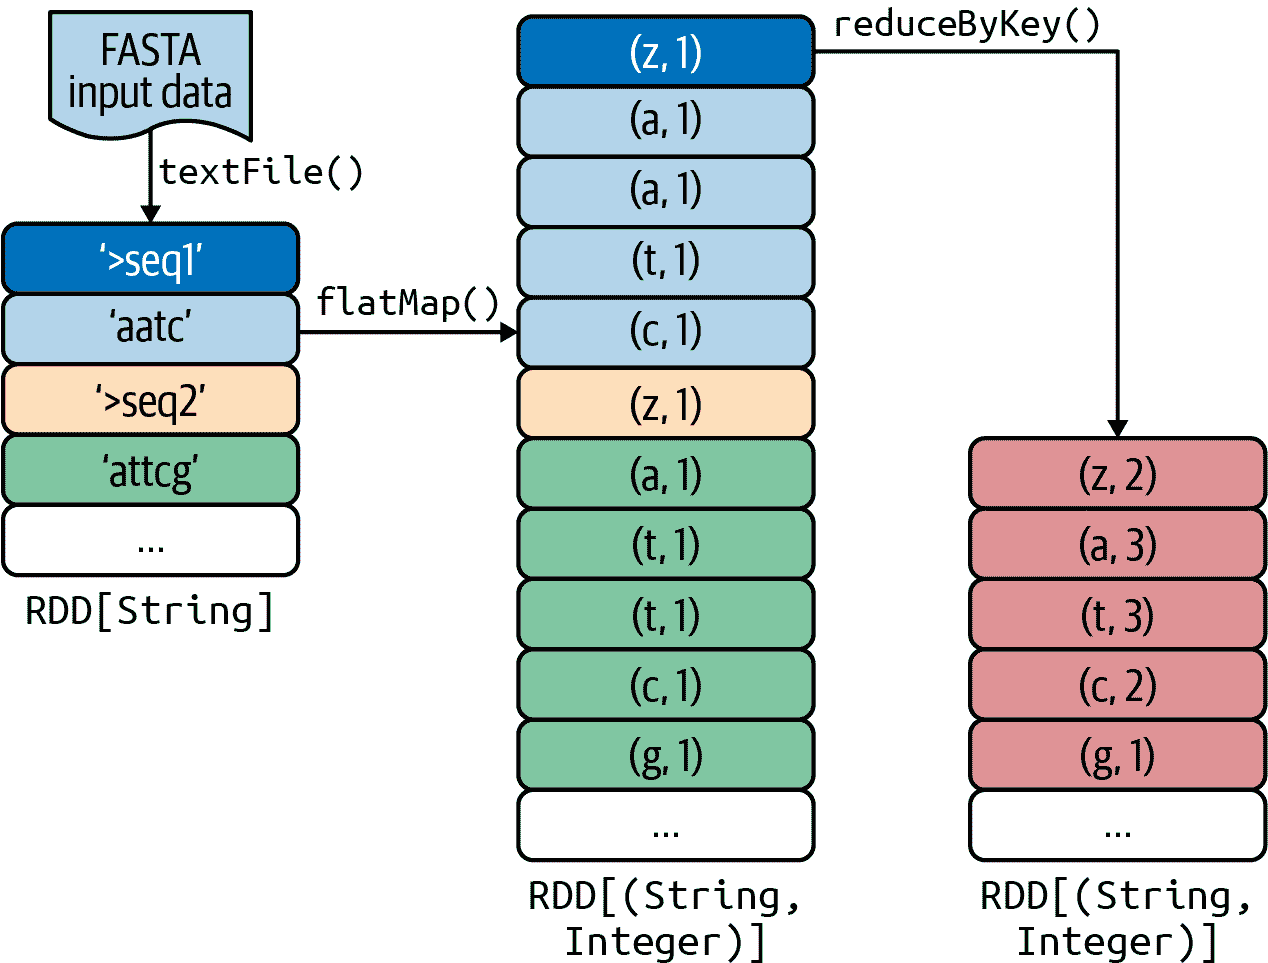 FASTA
input data
textFile()
‘>seq1’
‘aatc’
‘>seq2’
‘attcg’
...
RDD[String]
flatMap()
(z, 1)
(a, 1)
(a, 1)
(t, 1)
(c, 1)
(z, 1)
(a, 1)
(t, 1)
(t, 1)
(c, 1)
(g, 1)
...
RDD[(String,
Integer)]
reduceByKey()
(z, 2)
(a, 3)
(t, 3)
(c, 2)
(g, 1)
...
RDD[(String,
Integer)]